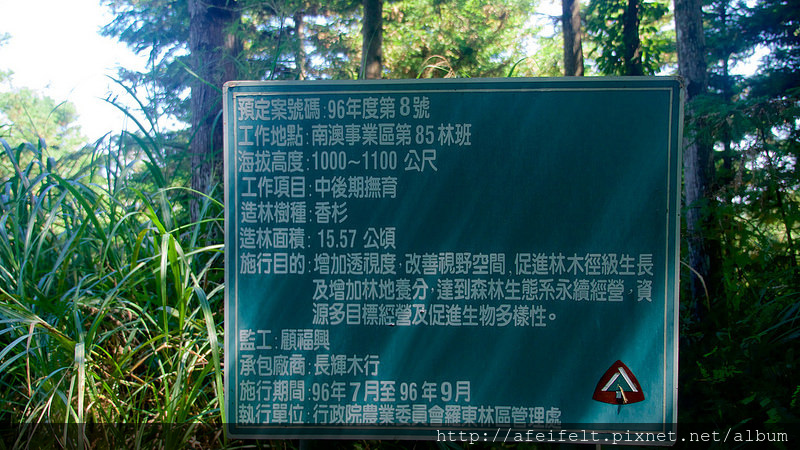 預定案號碼:96年度第8號
工作地點:南澳事業區第85林班
海拔高度:1000~1100公尺
工作項目:中後期撫育
造林樹種:香杉
造林面積:15.57公頃
施行目的:增加透視度,改善視野空間,促進林木徑級生長
及增加林地養分,達到森林生態系永續經營,資
源多目標經營及促進生物多樣性。
監工:顧福興
承包廠商:長輝木行
施行期間:96年7月至96年9月
執行單位:行政院農業委員會羅東林區管理處
http://afeifelt.pixnet.net/album